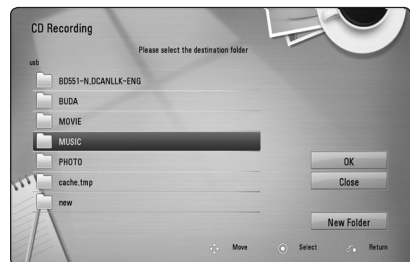 CD Recording
Please select the destination folder
usb
BD551-N,DCANLLK-ENG
BUDA
MOVIE
MUSIC
PHOTO
cache,tmp
new
OK
Close
New Folder
Move Select Return